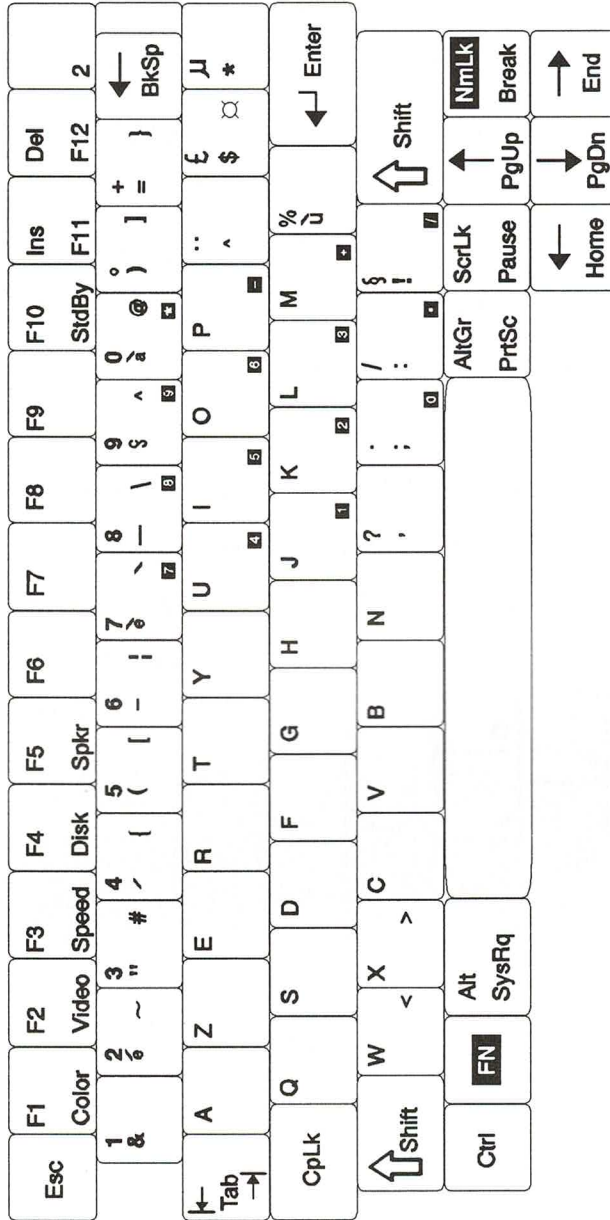 Esc
F1 Color
F2 Video
F3 Speed
F4 Disk
F5 Spkr
F6
F7
F8
F9
F10 StdBy
Ins F11
Del F12
2
1 &
2 è ~
3 " #
4 ' {
5 ( [
6 - ¦
7 è ` 7
8 _ \ 8
9 ç ^ 9
0 à @ *
° ) ]
+ = }
← BkSp
Tab
A
Z
E
R
T
Y
U 4
I 5
O 6
P -
¨ ^
£ $ ¤
µ *
CpLk
Q
S
D
F
G
H
J 1
K 2
L 3
M +
% ù
↵ Enter
⇧ Shift
W <
X >
C
V
B
N
? ,
. ; 0
/ : •
§ ! /
⇧ Shift
Ctrl
FN
Alt SysRq
AltGr PrtSc
ScrLk Pause
↑ PgUp
NmLk Break
← Home
↓ PgDn
→ End